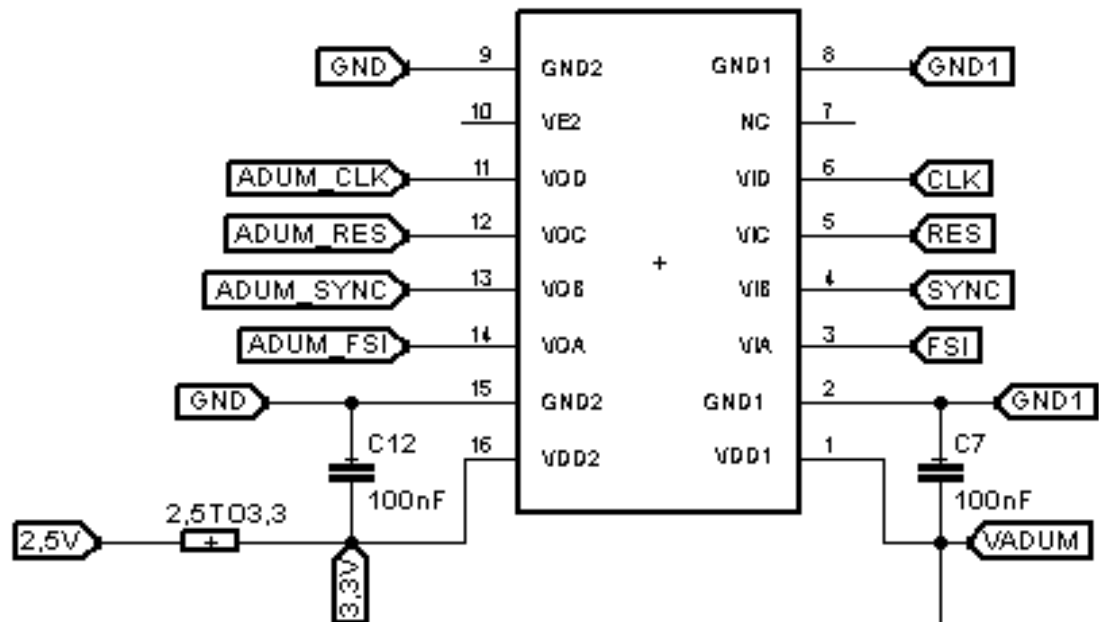 GND 9 GND2 GND1 8 GND1
10 VE2 NC 7
ADUM_CLK 11 VOD VID 6 CLK
ADUM_RES 12 VOC VIC 5 RES
ADUM_SYNC 13 VOB VIB 4 SYNC
ADUM_FSI 14 VOA VIA 3 FSI
GND 15 GND2 GND1 2 GND1
C12 16 VDD2 VDD1 1 C7
100nF 100nF
2,5TO3,3
2,5V VADUM
3,3V